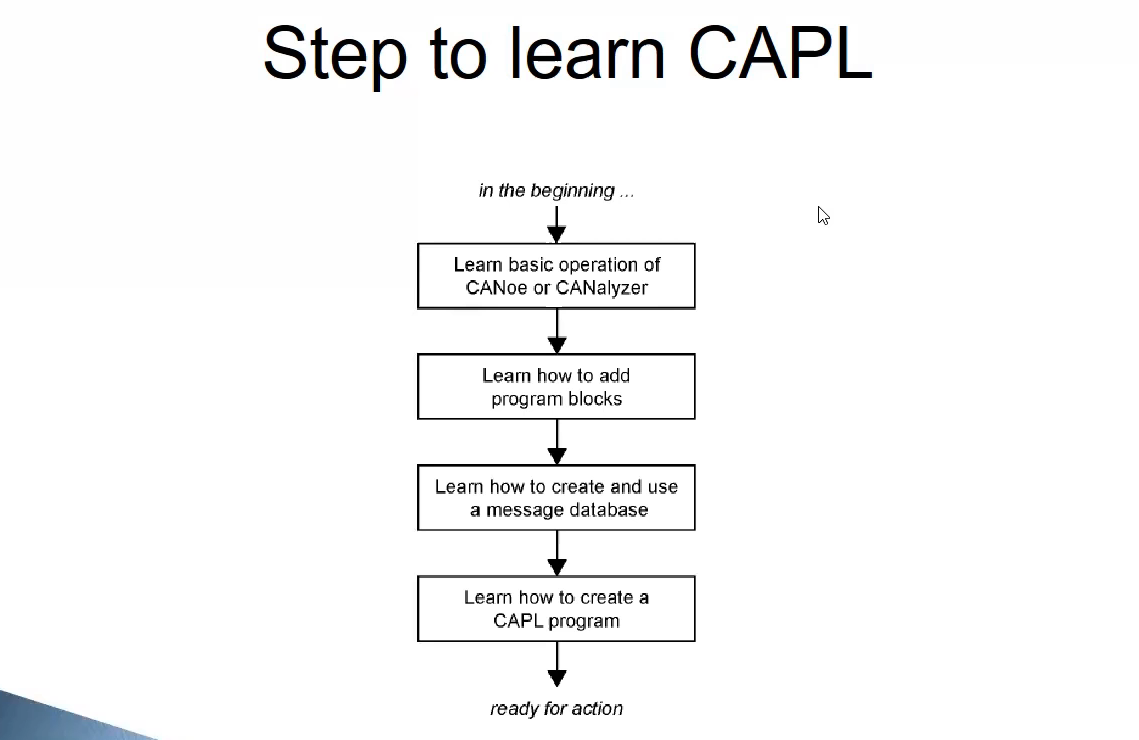 Step to learn CAPL
in the beginning ...
Learn basic operation of
CANoe or CANalyzer
Learn how to add
program blocks
Learn how to create and use
a message database
Learn how to create a
CAPL program
ready for action